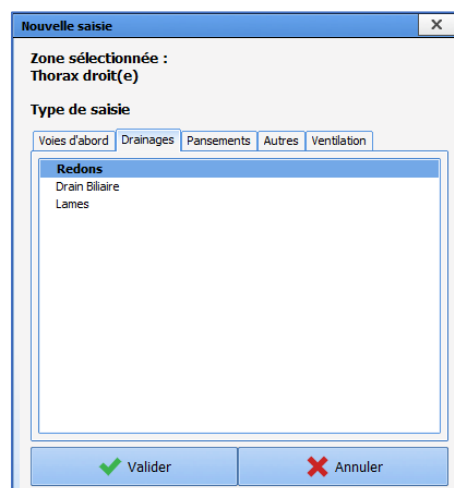 Nouvelle saisie
Zone sélectionnée :
Thorax droit(e)
Type de saisie
Voies d'abord Drainages Pansements Autres Ventilation
Redons
Drain Biliaire
Lames
Valider Annuler